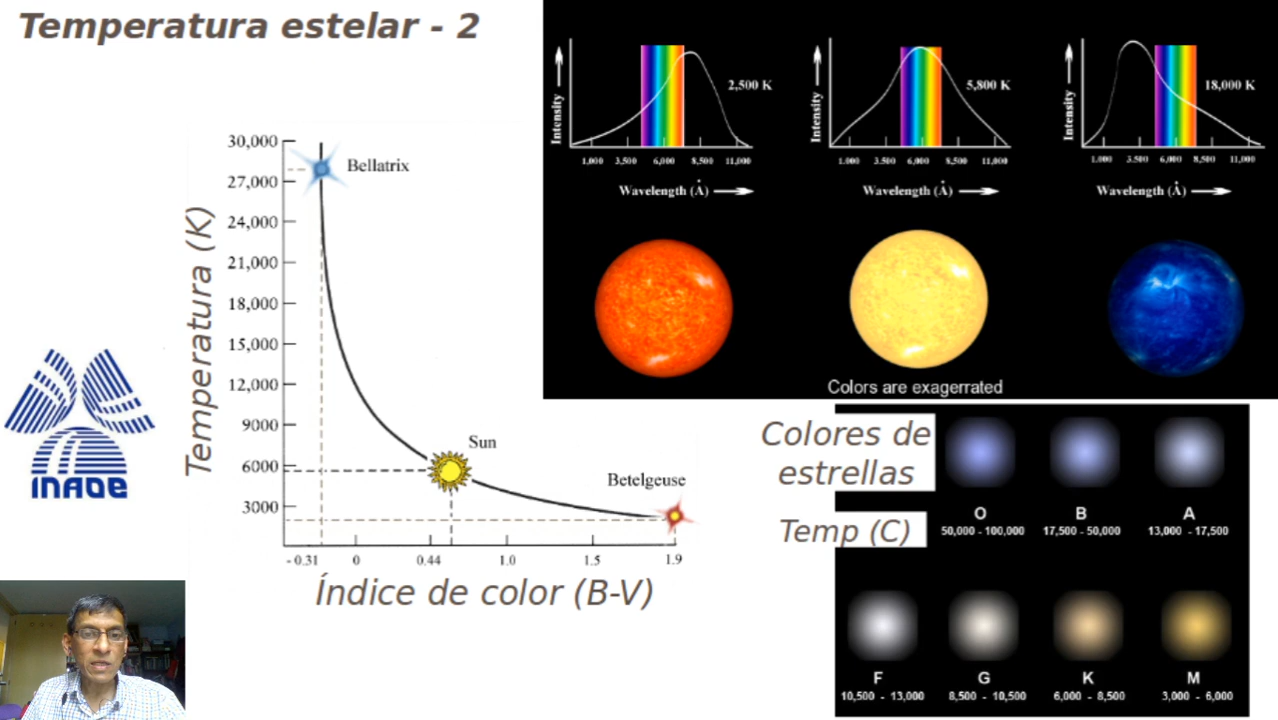 Temperatura estelar - 2
Temperatura (K)
30,000
27,000
24,000
21,000
18,000
15,000
12,000
9000
6000
3000
Bellatrix
Sun
Betelgeuse
- 0.31 0 0.44 1.0 1.5 1.9
Índice de color (B-V)
INAOE
Intensity
2,500 K
1,000 3,500 6,000 8,500 11,000
Wavelength (Å)
Intensity
5,800 K
1,000 3,500 6,000 8,500 11,000
Wavelength (Å)
Intensity
18,000 K
1,000 3,500 6,000 8,500 11,000
Wavelength (Å)
Colors are exagerrated
Colores de
estrellas
Temp (C)
O B A
50,000 - 100,000 17,500 - 50,000 13,000 - 17,500
F G K M
10,500 - 13,000 8,500 - 10,500 6,000 - 8,500 3,000 - 6,000